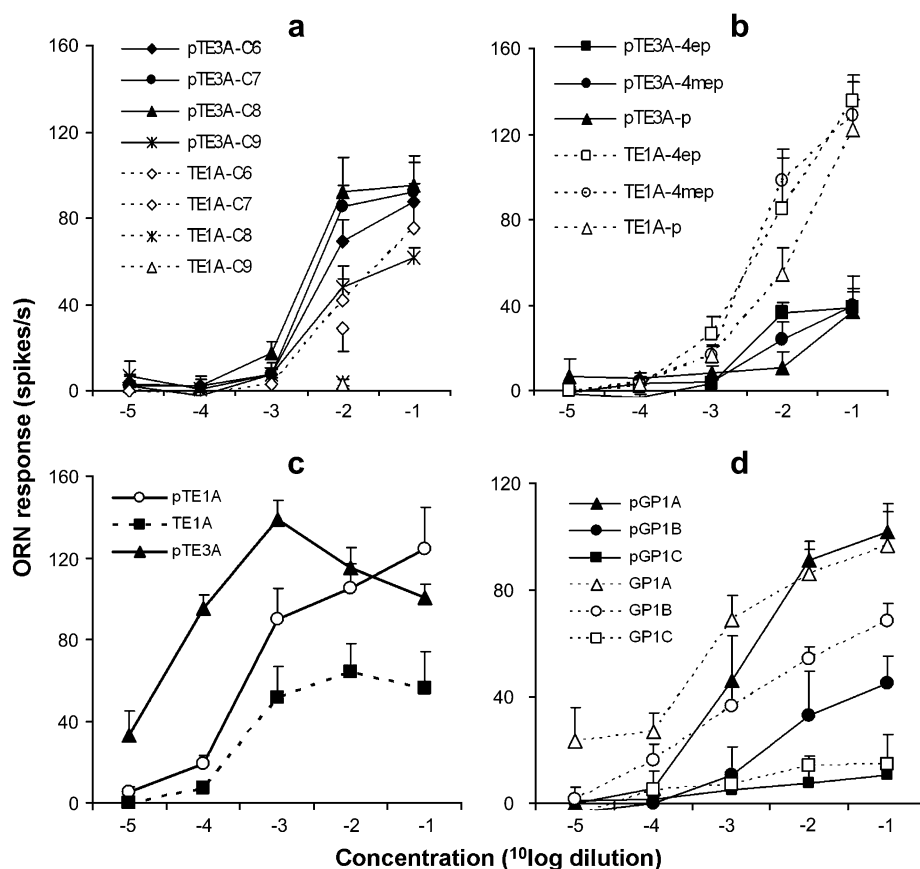 a
160
120
80
40
0
pTE3A-C6
pTE3A-C7
pTE3A-C8
pTE3A-C9
TE1A-C6
TE1A-C7
TE1A-C8
TE1A-C9
-5 -4 -3 -2 -1
b
160
120
80
40
0
pTE3A-4ep
pTE3A-4mep
pTE3A-p
TE1A-4ep
TE1A-4mep
TE1A-p
-5 -4 -3 -2 -1
ORN response (spikes/s)
c
160
120
80
40
0
pTE1A
TE1A
pTE3A
-5 -4 -3 -2 -1
d
120
80
40
0
pGP1A
pGP1B
pGP1C
GP1A
GP1B
GP1C
-5 -4 -3 -2 -1
Concentration (¹⁰log dilution)